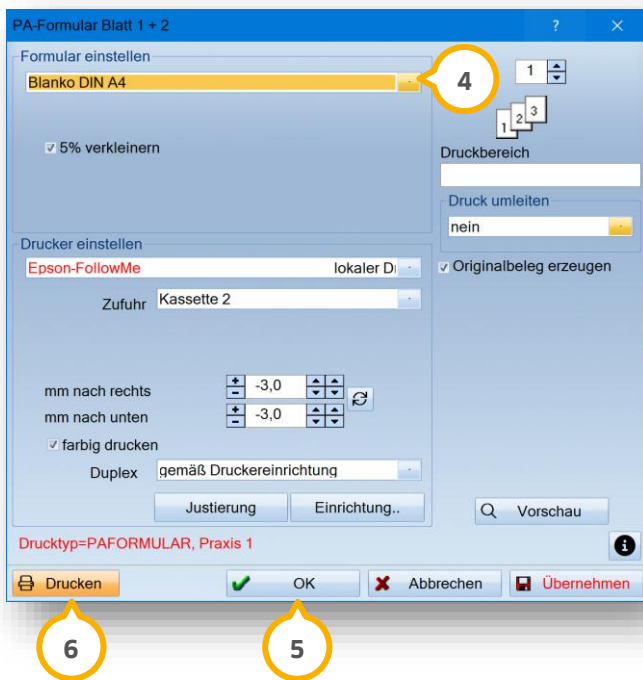 PA-Formular Blatt 1 + 2 ?
Formular einstellen
Blanko DIN A4
4
1
1 2 3
5% verkleinern
Druckbereich
Druck umleiten
nein
Drucker einstellen
Epson-FollowMe lokaler D
Originalbeleg erzeugen
Zufuhr Kassette 2
mm nach rechts + - -3,0
mm nach unten + - -3,0
farbig drucken
Duplex gemäß Druckereinrichtung
Justierung Einrichtung.. Vorschau
Drucktyp=PAFORMULAR, Praxis 1 i
Drucken OK Abbrechen Übernehmen
6 5